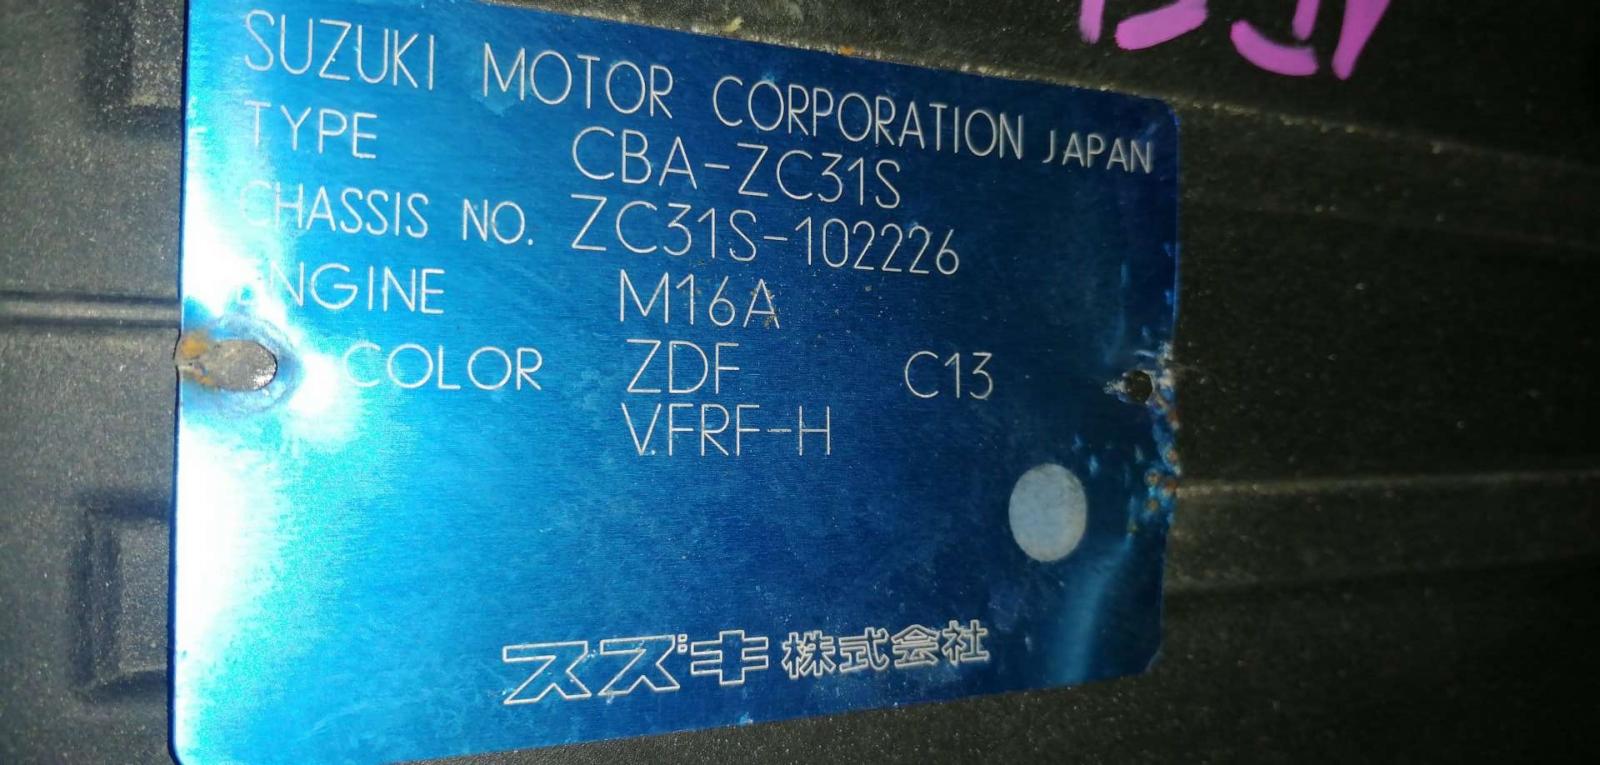 SUZUKI MOTOR CORPORATION JAPAN
TYPE CBA-ZC31S
CHASSIS NO. ZC31S-102226
ENGINE M16A
COLOR ZDF C13
VFRF-H
スズキ株式会社